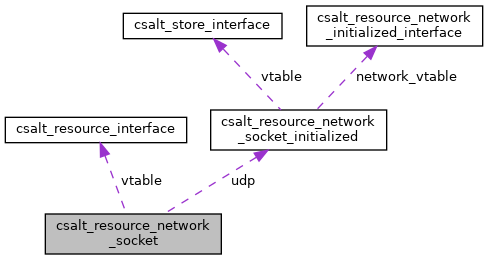 csalt_store_interface
csalt_resource_network
_initialized_interface
vtable
network_vtable
csalt_resource_interface
csalt_resource_network
_socket_initialized
vtable
udp
csalt_resource_network
_socket